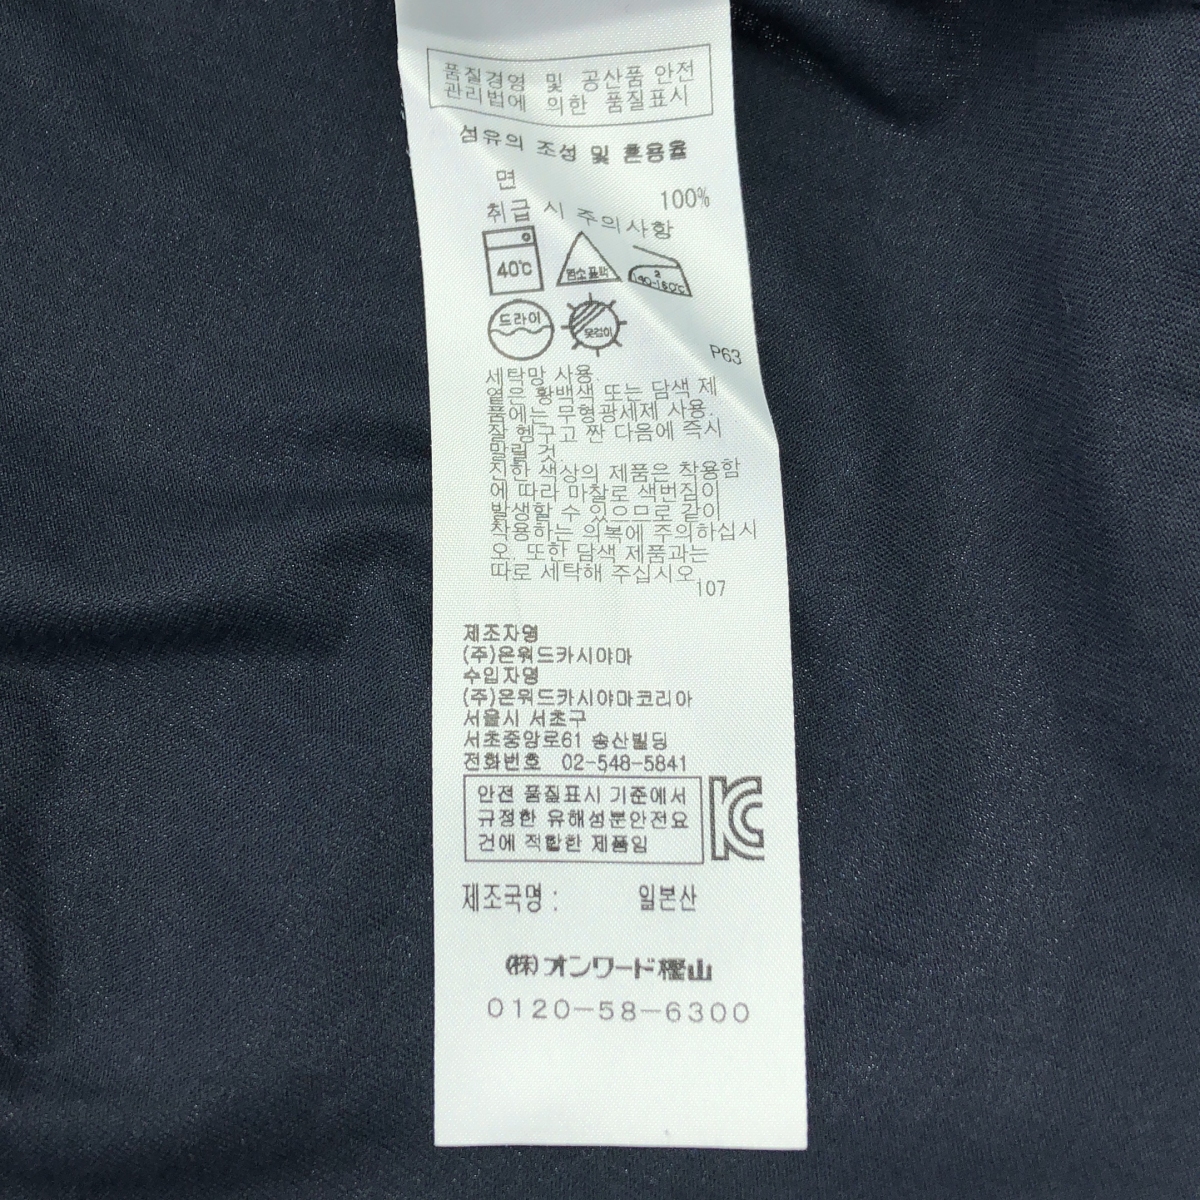 품질경영 및 공산품 안전
관리법에 의한 품질표시
섬유의 조성 및 혼용율
면 100%
취급 시 주의사항
40℃
염소표백
2
140-160℃
드라이
옷걸이
P63
세탁망 사용.
옅은 황백색 또는 담색 제
품에는 무형광세제 사용.
잘 헹구고 짠 다음에 즉시
말릴 것.
진한 색상의 제품은 착용함
에 따라 마찰로 색번짐이
발생할 수 있으므로 같이
착용하는 의복에 주의하십시
오. 또한 담색 제품과는
따로 세탁해 주십시오.
107
제조자명
(주)온워드카시야마
수입자명
(주)온워드카시야마코리아
서울시 서초구
서초중앙로61 송산빌딩
전화번호 02-548-5841
안전 품질표시 기준에서
규정한 유해성분안전요
건에 적합한 제품임
KC
제조국명 : 일본산
(株)オンワード樫山
0120-58-6300